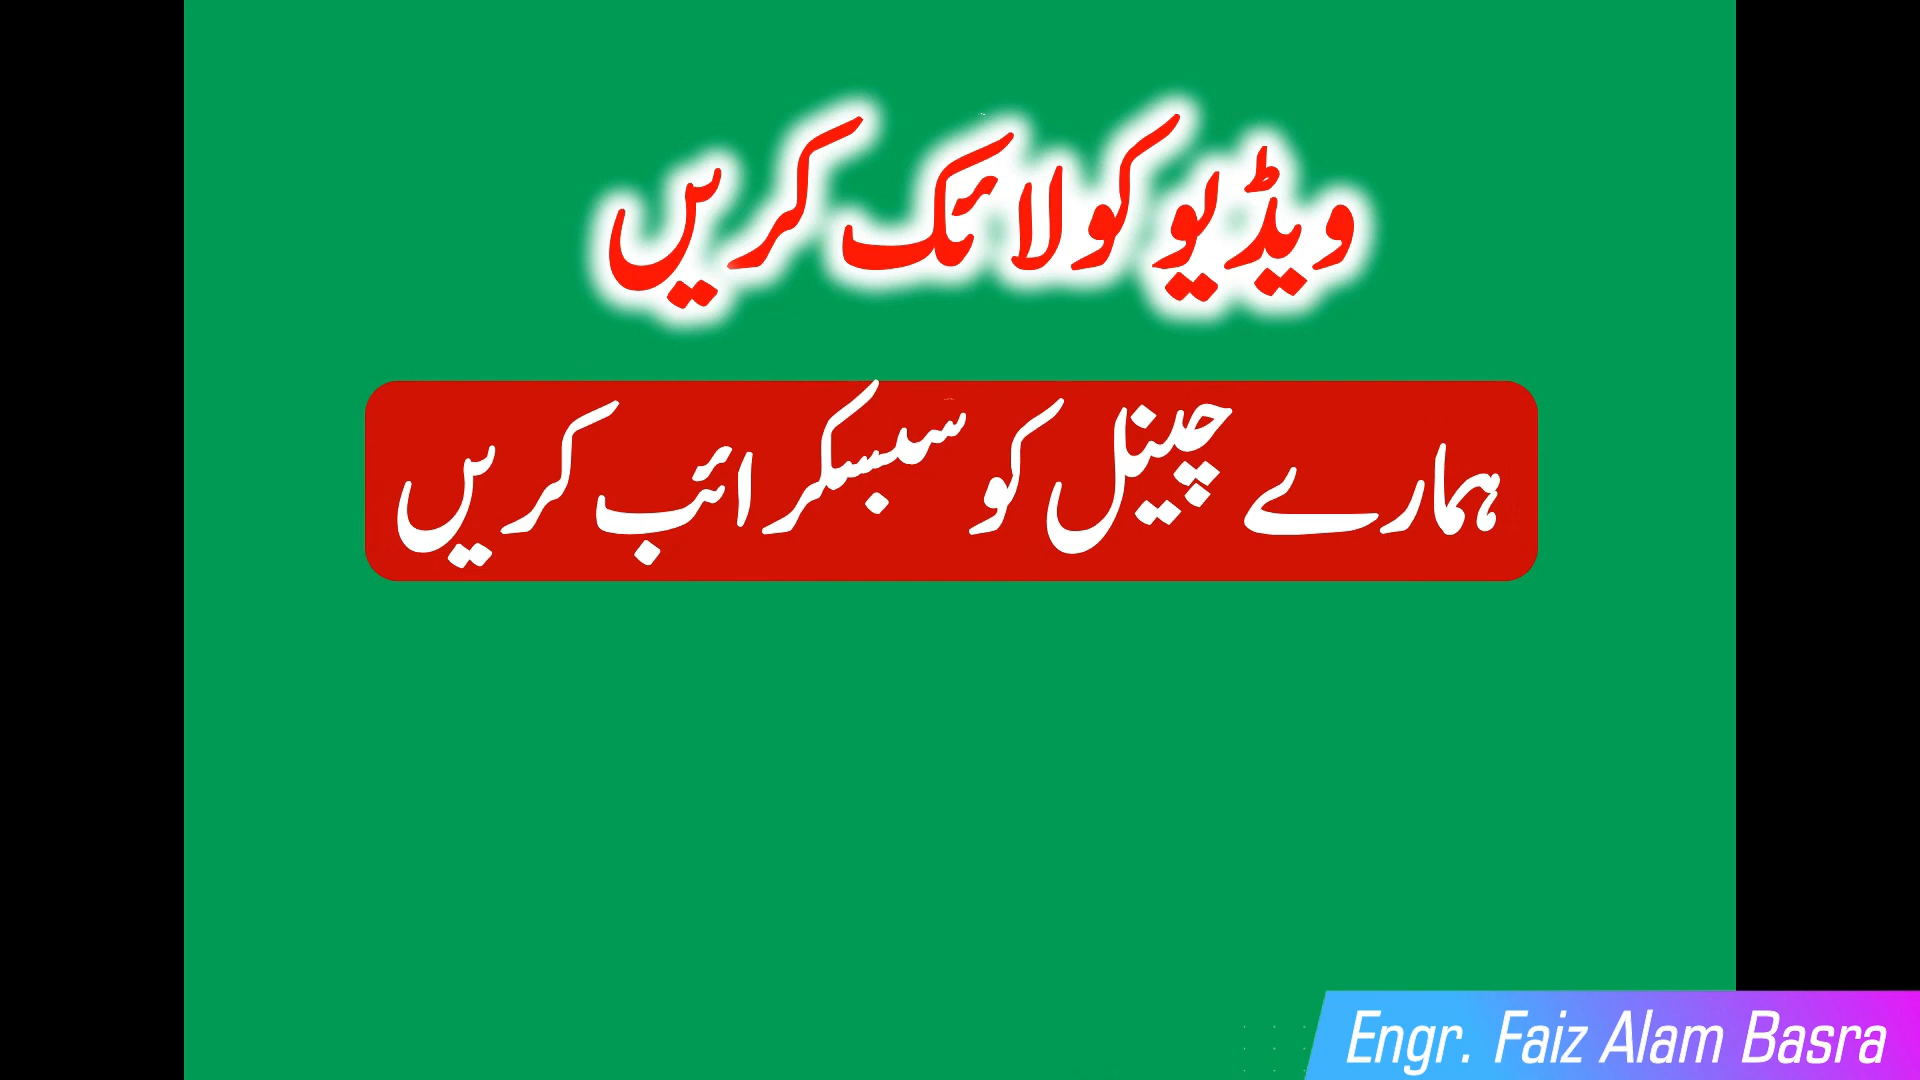 ویڈیو کو لائک کریں
ہمارے چینل کو سبسکرائب کریں
Engr. Faiz Alam Basra